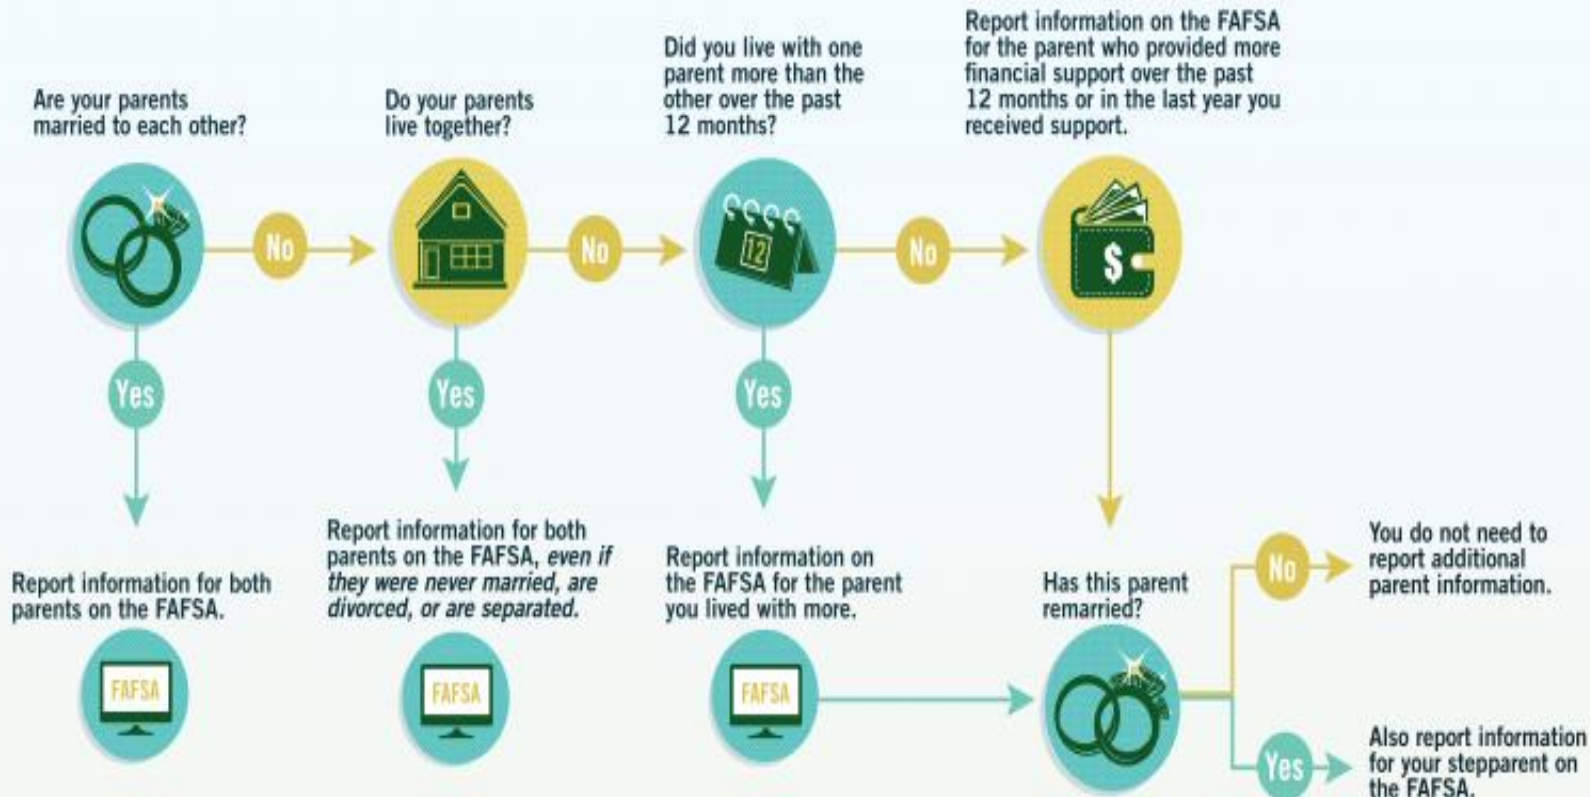 Are your parents
married to each other?
Do your parents
live together?
Did you live with one
parent more than the
other over the past
12 months?
Report information on the FAFSA
for the parent who provided more
financial support over the past
12 months or in the last year you
received support.
No
No
12
No
$
Yes
Yes
Yes
Report information for both
parents on the FAFSA.
FAFSA
Report information for both
parents on the FAFSA, even if
they were never married, are
divorced, or are separated.
FAFSA
Report information on
the FAFSA for the parent
you lived with more.
FAFSA
Has this parent
remarried?
No
You do not need to
report additional
parent information.
Yes
Also report information
for your stepparent on
the FAFSA.